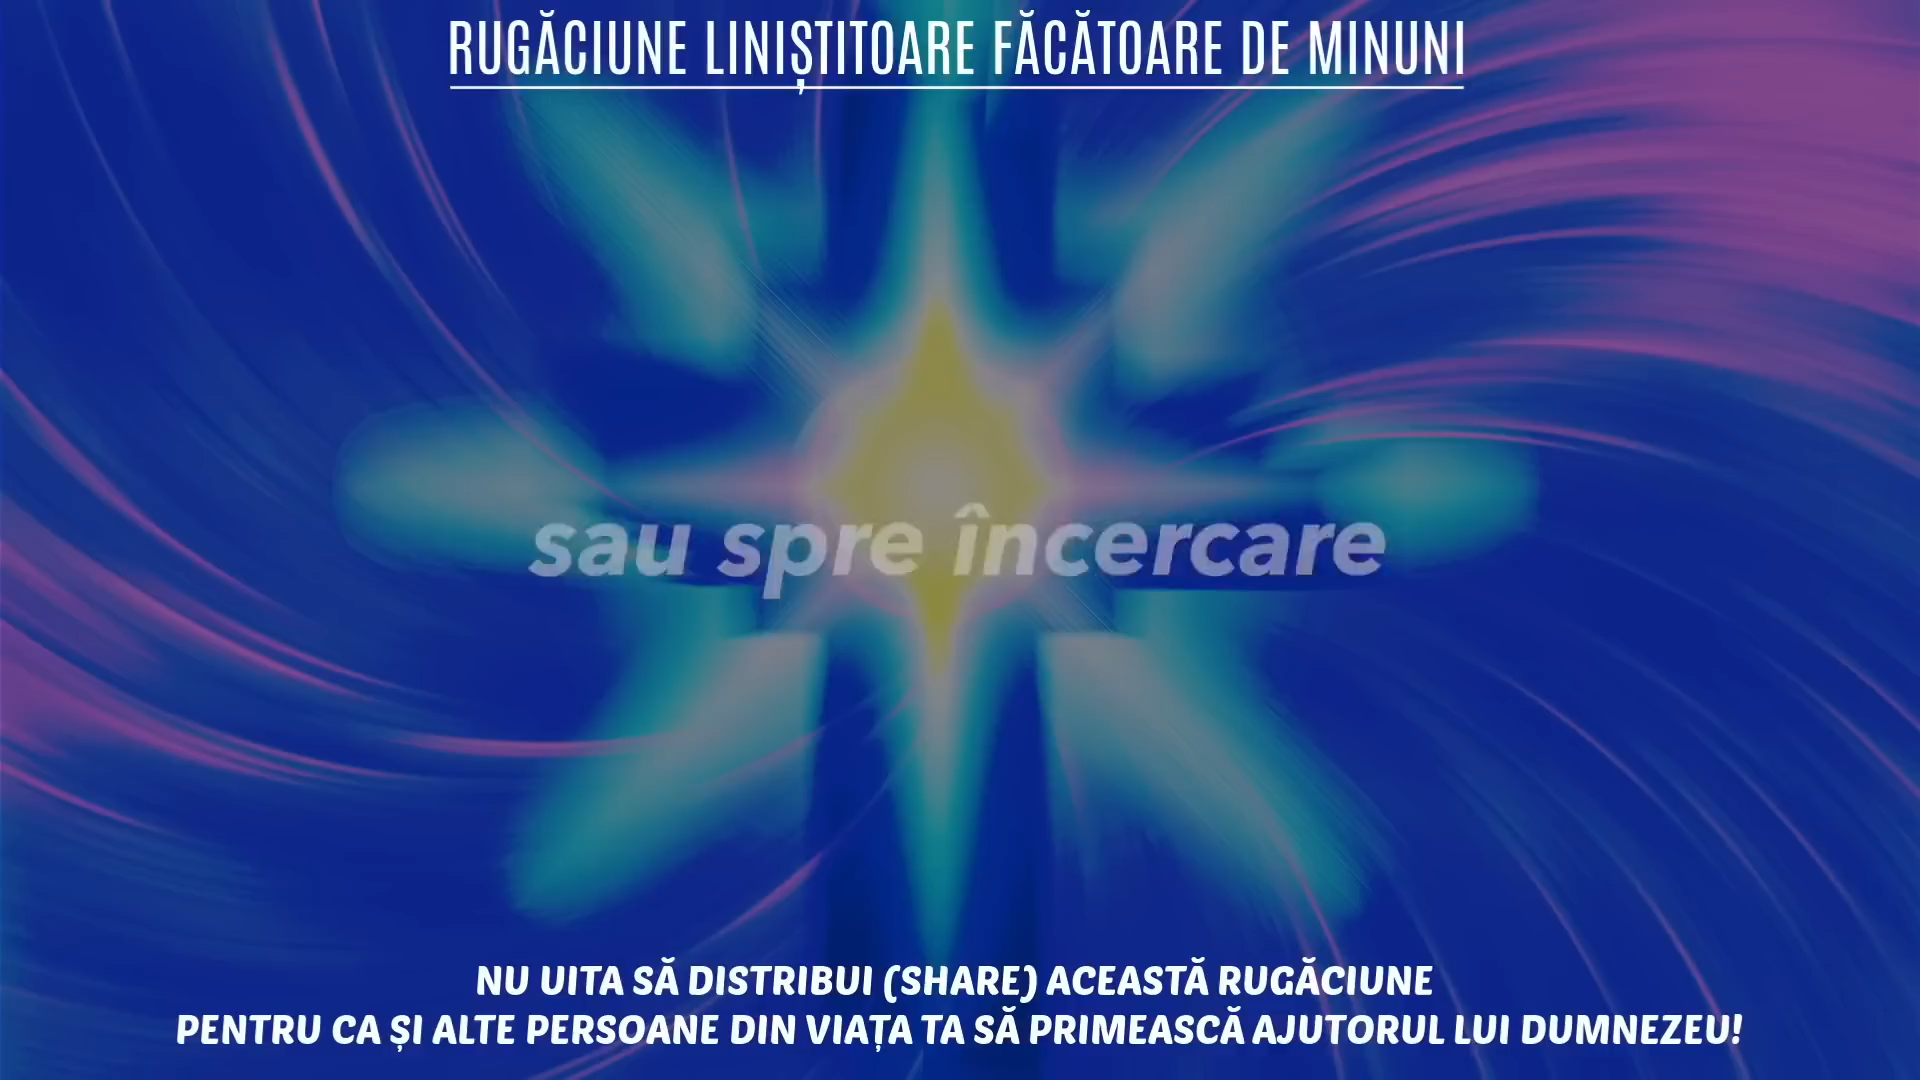 RUGĂCIUNE LINIȘTITOARE FĂCĂTOARE DE MINUNI
sau spre încercare
NU UITA SĂ DISTRIBUI (SHARE) ACEASTĂ RUGĂCIUNE
PENTRU CA ȘI ALTE PERSOANE DIN VIAȚA TA SĂ PRIMEASCĂ AJUTORUL LUI DUMNEZEU!